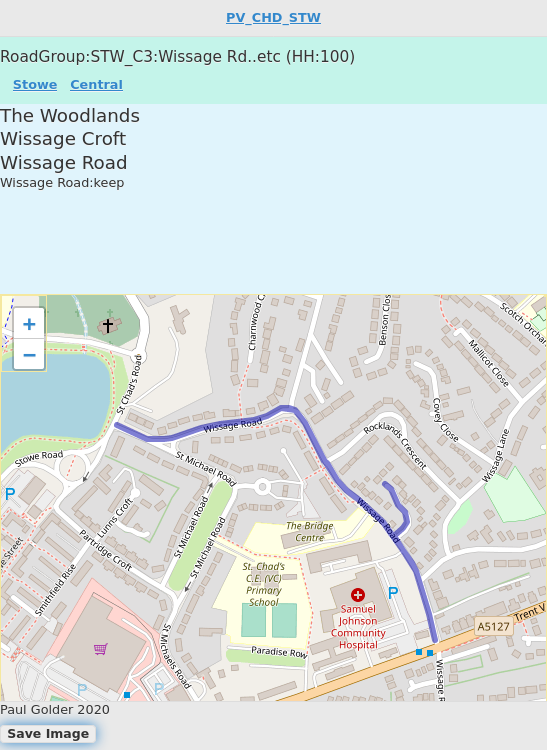 PV_CHD_STW
RoadGroup:STW_C3:Wissage Rd..etc (HH:100)
Stowe Central
The Woodlands
Wissage Croft
Wissage Road
Wissage Road:keep
+
−
St Chad's Road
Charnwood C
Benson Clos
Scotch Orchar
Mallicot Close
Covey Close
Wissage Road
Rocklands Crescent
Wissage Lane
Stowe Road
St Michael Road
P
Lunns Croft
St Michael Road
St Michael Road
Wissage Road
The Bridge
Centre
Partridge Croft
e Street
Smithfield Rise
St. Chad's
C.E. (VC)
Primary
School
P
Samuel
Johnson
Community
Hospital
A5127
Trent V
St Michaels Road
Paradise Row
Wissage R
P
P
Paul Golder 2020
Save Image